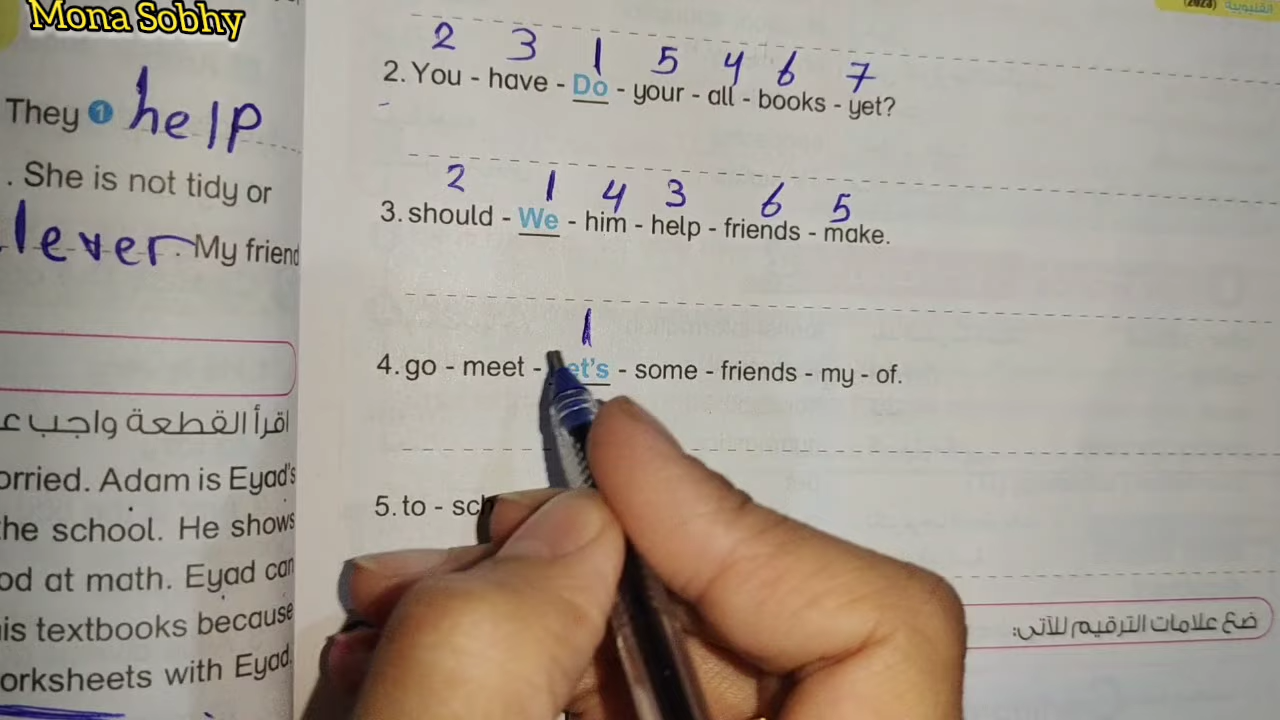 Mona Sobhy
(2023)
They 1 help
. She is not tidy or
lever. My friend
اقرأ القطعة واجب
orried. Adam is Eyad's
the school. He shows
od at math. Eyad can
is textbooks because
orksheets with Eyad.
2 3 1 5 4 6 7
2. You - have - Do - your - all - books - yet?
2 1 4 3 6 5
3. should - We - him - help - friends - make.
1
4. go - meet - et's - some - friends - my - of.
5. to -
ضع علامات الترقيم للآتى: